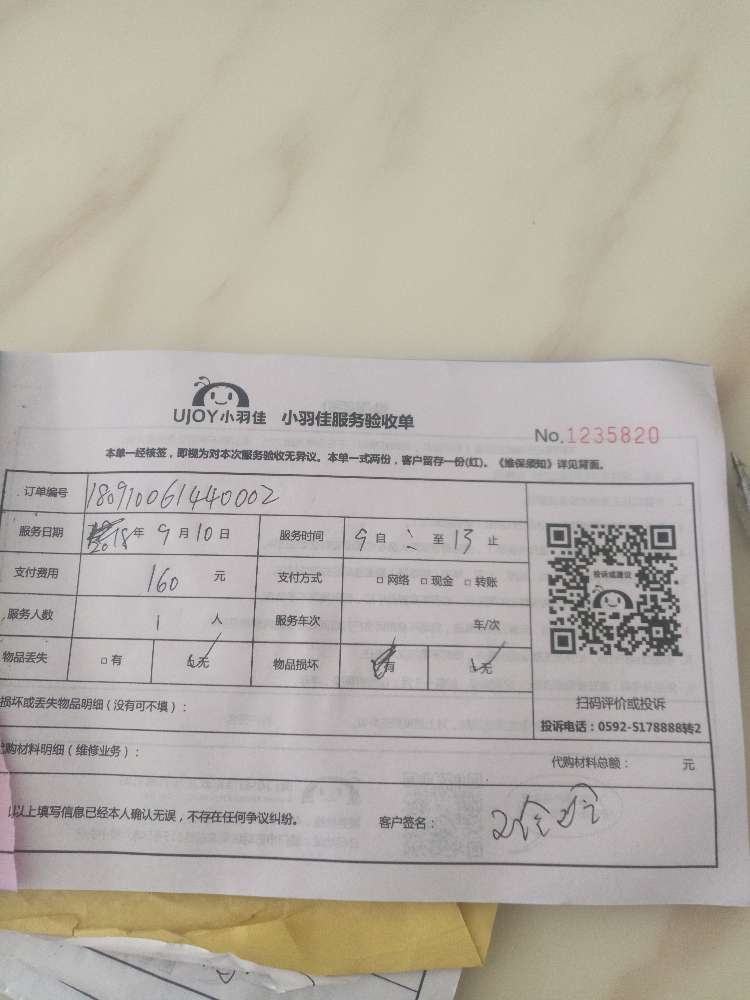 UJOY小羽佳 小羽佳服务验收单
No.1235820
本单一经核签，即视为对本次服务验收无异议。本单一式两份，客户留存一份(红)。《维保须知》详见背面。
订单编号 180910061440002
服务日期 2018年9月10日 服务时间 9自 : 至 13止
支付费用 160 元 支付方式 □网络 □现金 □转账
服务人数 1 人 服务车次 车/次
物品丢失 □有 ☑无 物品损坏 有 ☑无
投诉或建议
扫码评价或投诉
投诉电话：0592-5178888转2
损坏或丢失物品明细（没有可不填）：
代购材料明细（维修业务）：
代购材料总额： 元
以上填写信息已经本人确认无误，不存在任何争议纠纷。 客户签名：